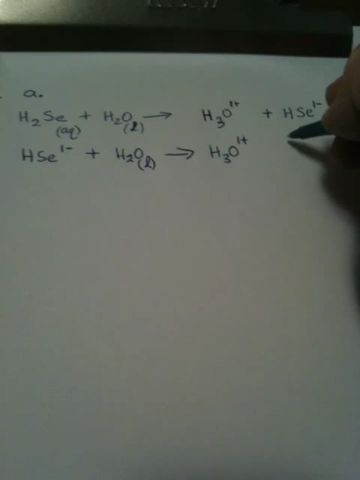 a.
H₂Se (aq) + H₂O (l) → H₃O¹⁺ + HSe¹⁻
HSe¹⁻ + H₂O (l) → H₃O¹⁺